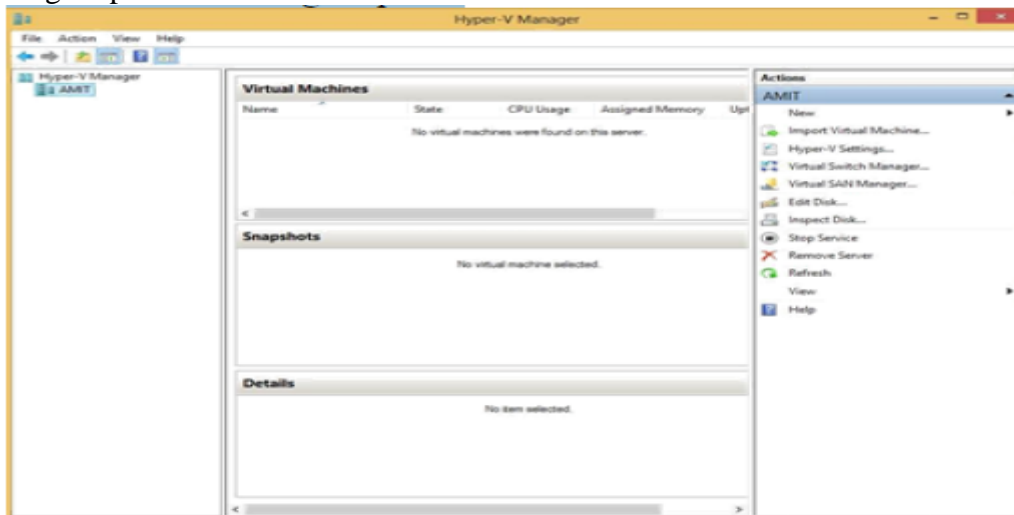 Hyper-V Manager
File Action View Help
Hyper-V Manager
AMIT
Virtual Machines
Name State CPU Usage Assigned Memory Upt
No virtual machines were found on this server.
Snapshots
No virtual machine selected.
Details
No item selected.
Actions
AMIT
New
Import Virtual Machine...
Hyper-V Settings...
Virtual Switch Manager...
Virtual SAN Manager...
Edit Disk...
Inspect Disk...
Stop Service
Remove Server
Refresh
View
Help